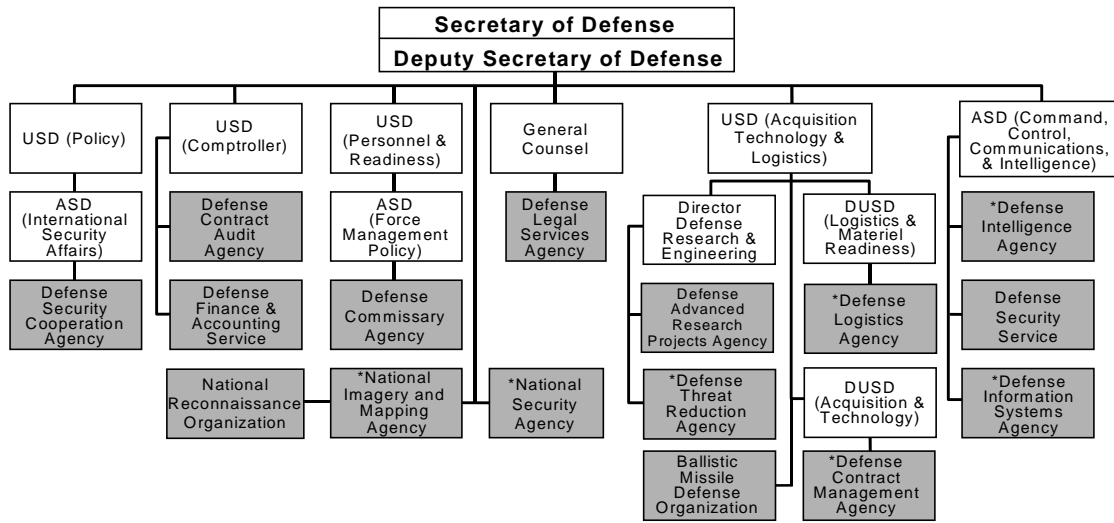 Secretary of Defense
Deputy Secretary of Defense
USD (Policy)
USD
(Comptroller)
USD
(Personnel &
Readiness)
General
Counsel
USD (Acquisition
Technology &
Logistics)
ASD (Command,
Control,
Communications,
& Intelligence)
ASD
(International
Security
Affairs)
Defense
Contract
Audit
Agency
ASD
(Force
Management
Policy)
Defense
Legal
Services
Agency
Director
Defense
Research &
Engineering
DUSD
(Logistics &
Materiel
Readiness)
*Defense
Intelligence
Agency
Defense
Security
Cooperation
Agency
Defense
Finance &
Accounting
Service
Defense
Commissary
Agency
Defense
Advanced
Research
Projects Agency
*Defense
Logistics
Agency
Defense
Security
Service
National
Reconnaissance
Organization
*National
Imagery and
Mapping
Agency
*National
Security
Agency
*Defense
Threat
Reduction
Agency
DUSD
(Acquisition
& Technology)
*Defense
Information
Systems
Agency
Ballistic
Missile
Defense
Organization
*Defense
Contract
Management
Agency